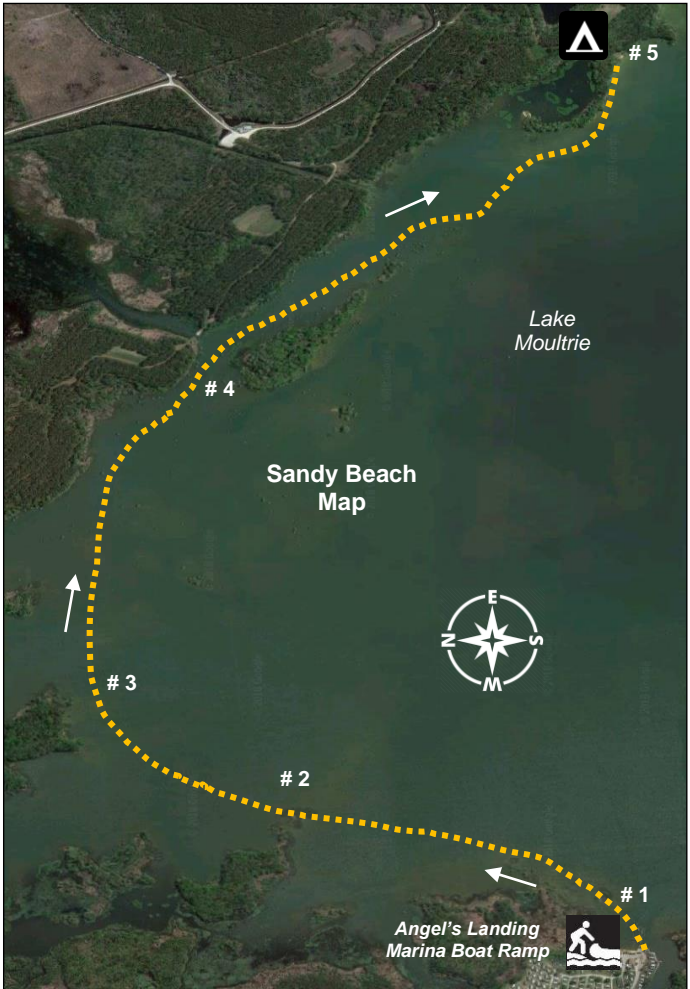 # 5
Lake
Moultrie
# 4
Sandy Beach
Map
E
N
S
W
# 3
# 2
# 1
Angel's Landing
Marina Boat Ramp